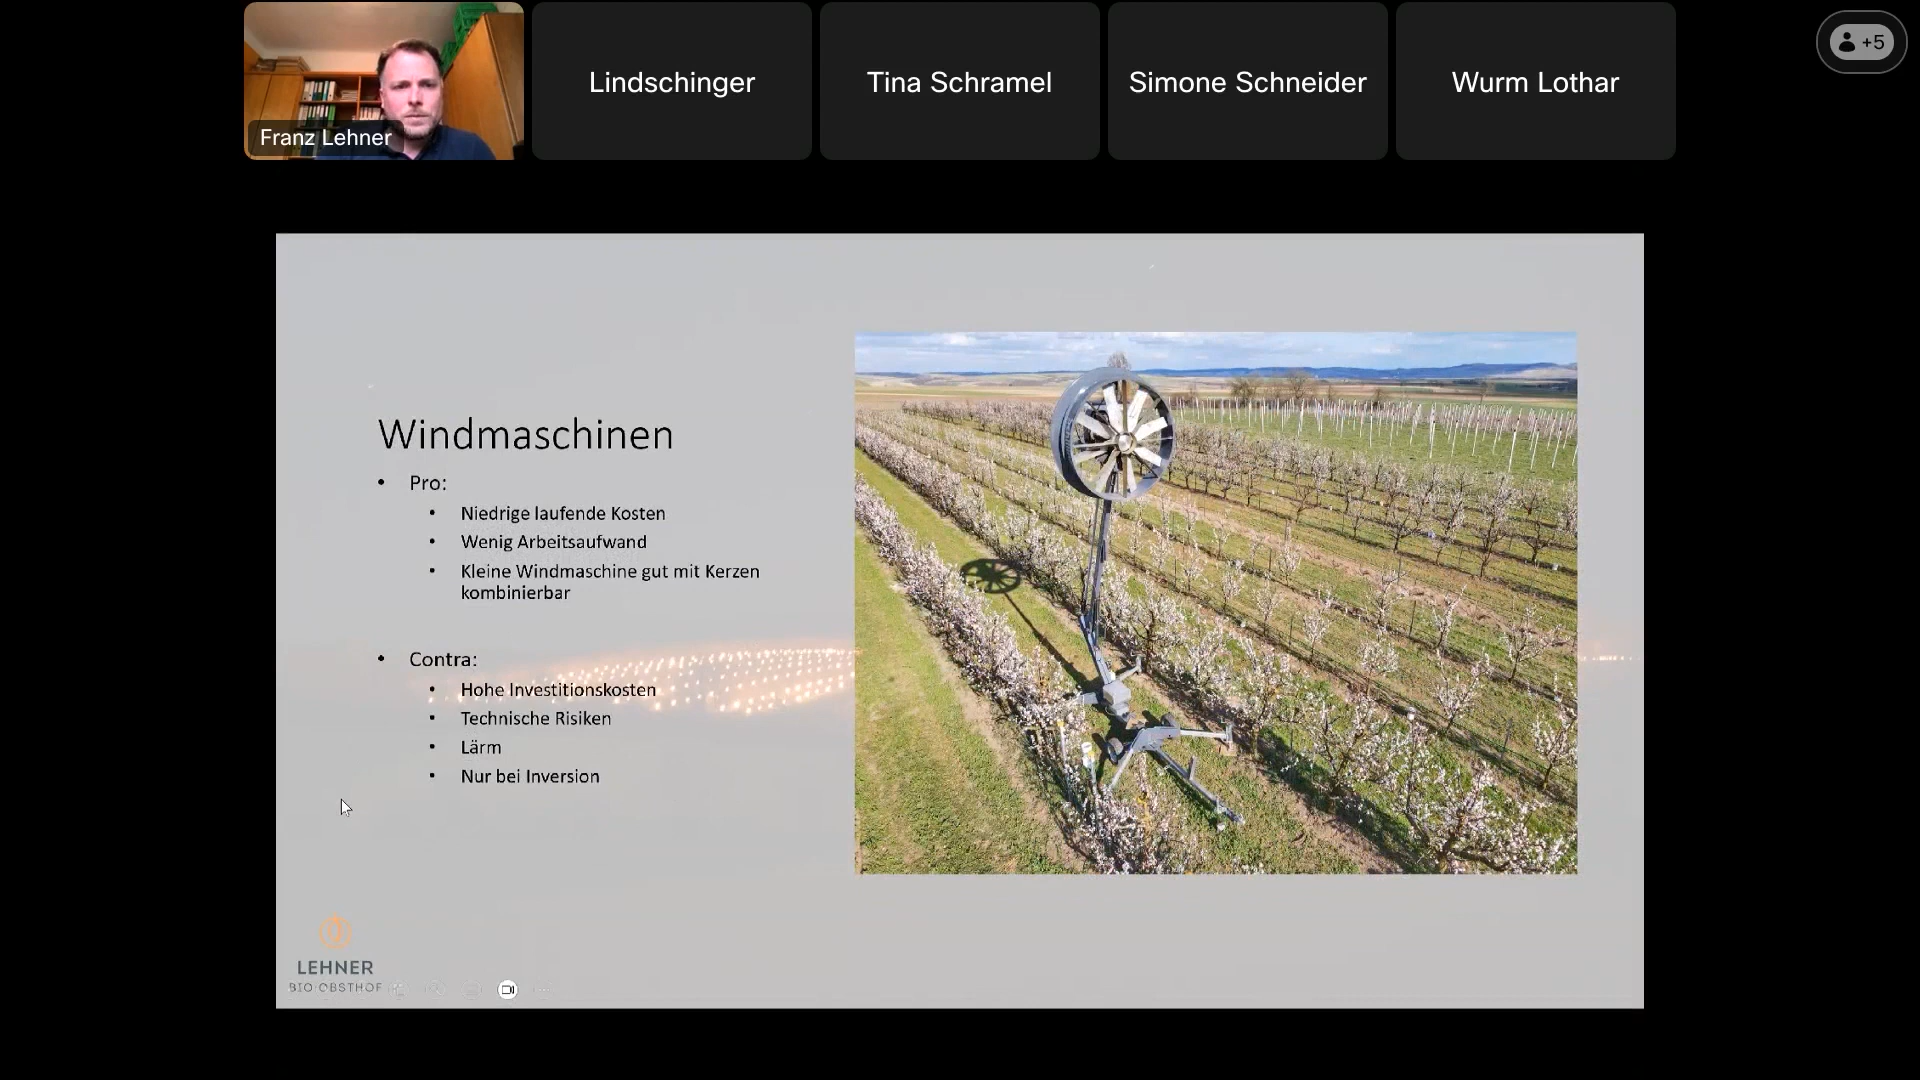 Franz Lehner
Lindschinger
Tina Schramel
Simone Schneider
Wurm Lothar
+5
Windmaschinen
• Pro:
• Niedrige laufende Kosten
• Wenig Arbeitsaufwand
• Kleine Windmaschine gut mit Kerzen
kombinierbar
• Contra:
• Hohe Investitionskosten
• Technische Risiken
• Lärm
• Nur bei Inversion
LEHNER
BIO OBSTHOF